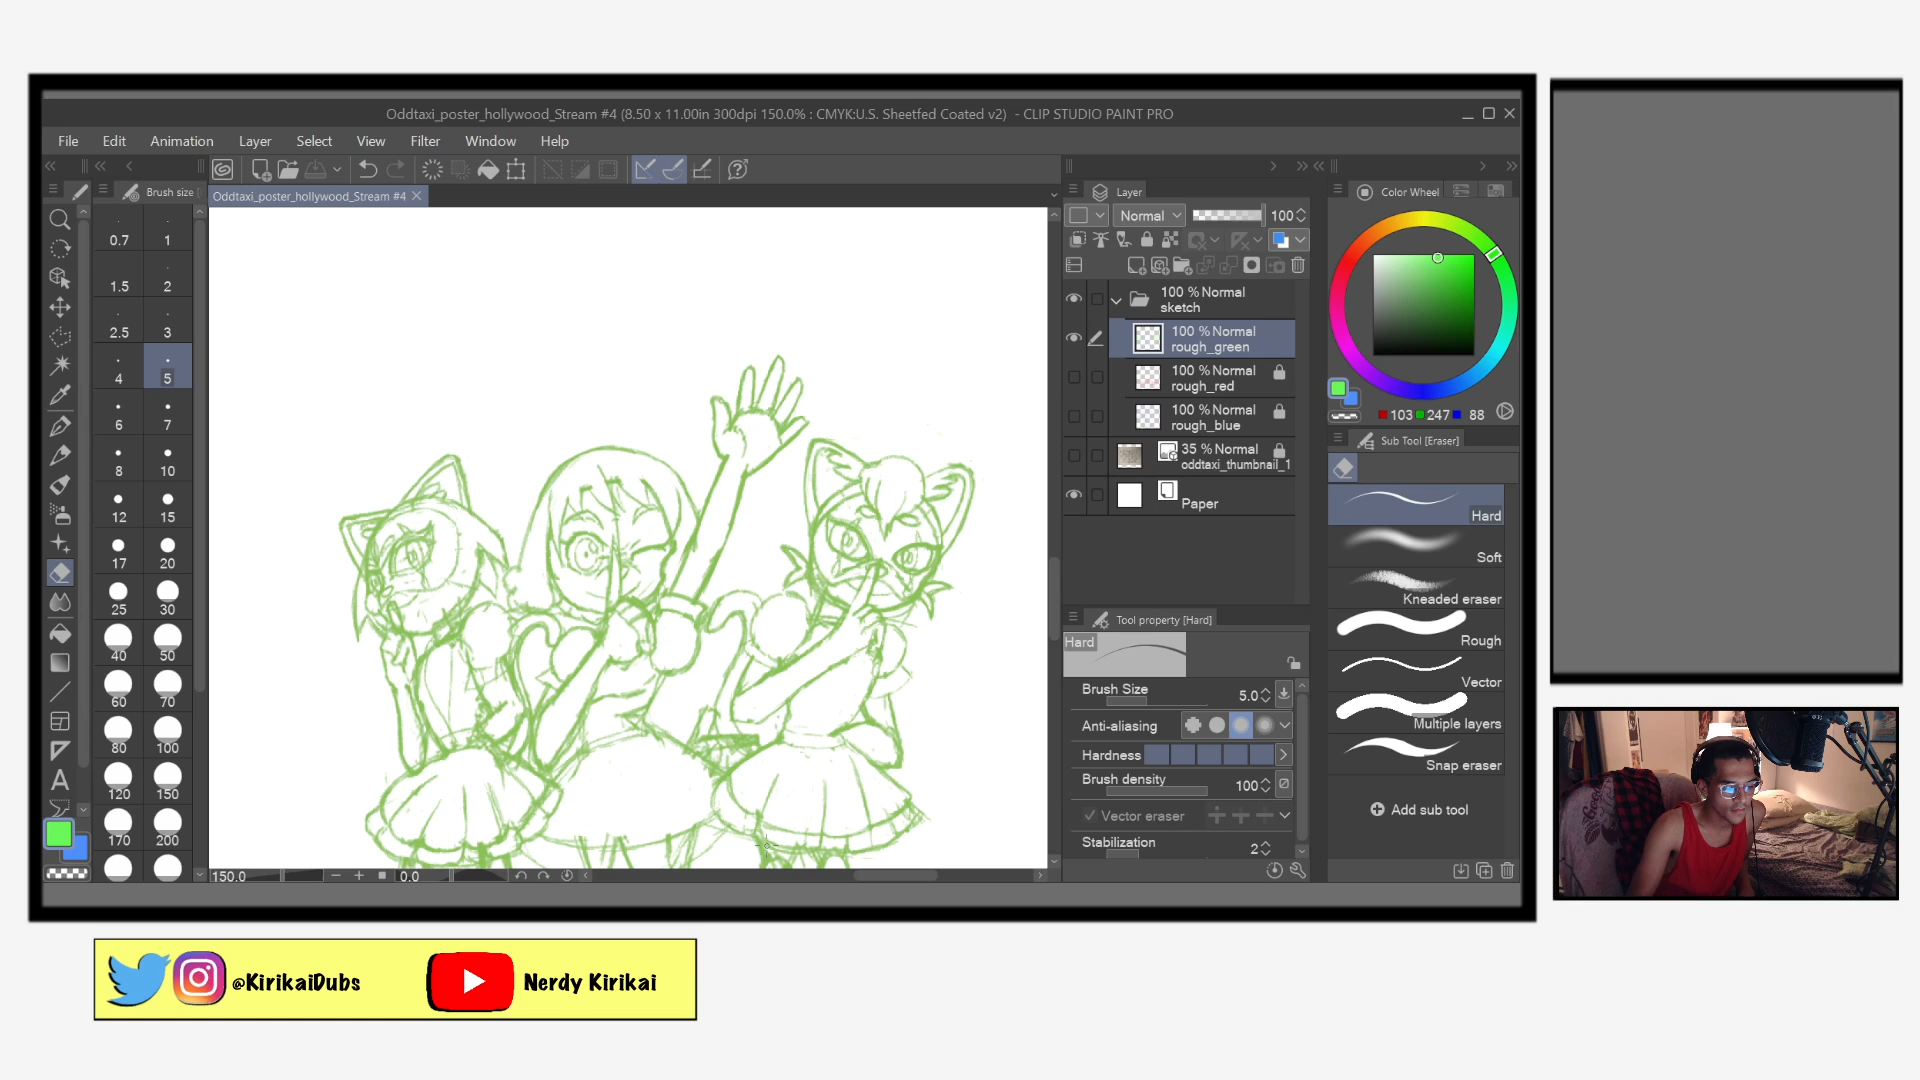 Oddtaxi_poster_hollywood_Stream #4 (8.50 x 11.00in 300dpi 150.0% : CMYK:U.S. Sheetfed Coated v2) - CLIP STUDIO PAINT PRO
File Edit Animation Layer Select View Filter Window Help
Brush size
Oddtaxi_poster_hollywood_Stream #4
0.7 1
1.5 2
2.5 3
4 5
6 7
8 10
12 15
17 20
25 30
40 50
60 70
80 100
120 150
170 200
150.0 0.0
Layer
Normal 100
100 % Normal
sketch
100 % Normal
rough_green
100 % Normal
rough_red
100 % Normal
rough_blue
35 % Normal
oddtaxi_thumbnail_1
Paper
Tool property [Hard]
Hard
Brush Size 5.0
Anti-aliasing
Hardness
Brush density 100
Vector eraser
Stabilization 2
Color Wheel
103 247 88
Sub Tool [Eraser]
Hard
Soft
Kneaded eraser
Rough
Vector
Multiple layers
Snap eraser
Add sub tool
@KirikaiDubs Nerdy Kirikai